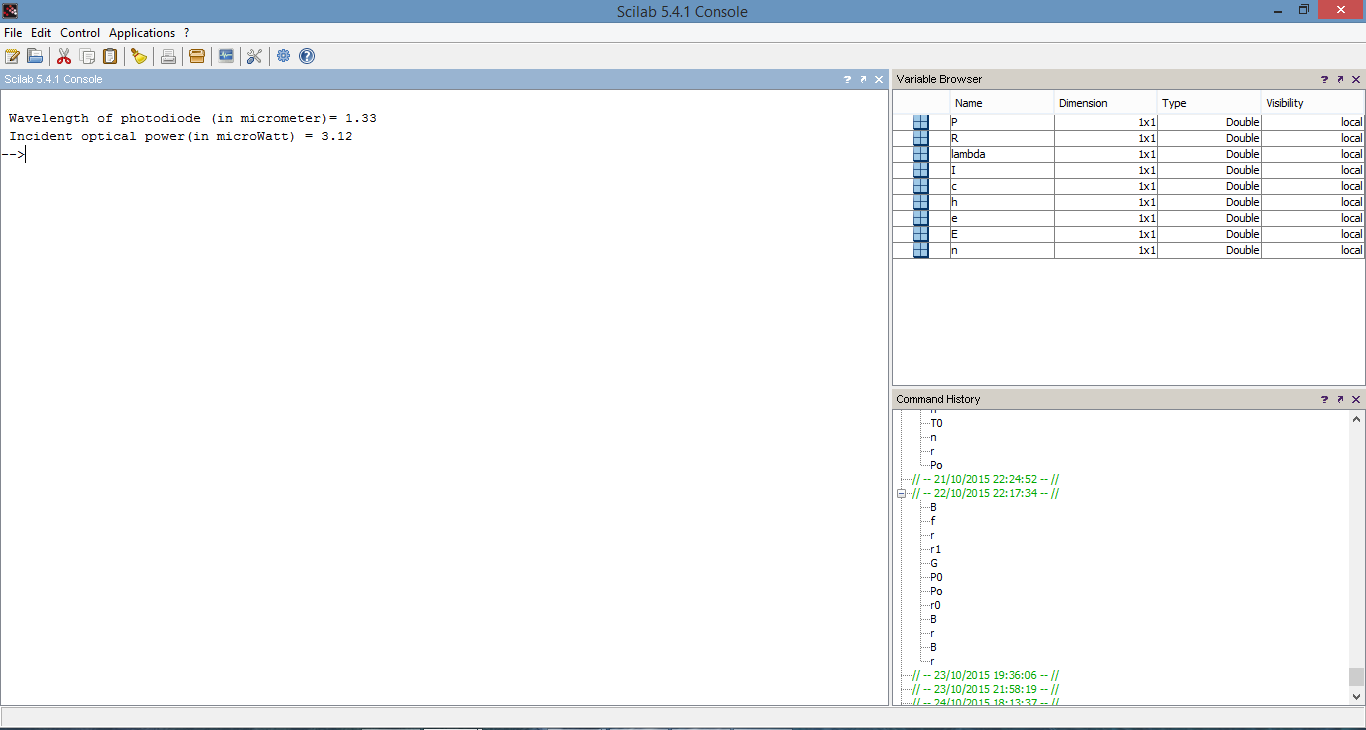 Scilab 5.4.1 Console
File Edit Control Applications ?
Scilab 5.4.1 Console
Wavelength of photodiode (in micrometer)= 1.33
Incident optical power(in microWatt) = 3.12
-->
Variable Browser
Name Dimension Type Visibility
P 1x1 Double local
R 1x1 Double local
lambda 1x1 Double local
I 1x1 Double local
c 1x1 Double local
h 1x1 Double local
e 1x1 Double local
E 1x1 Double local
n 1x1 Double local
Command History
T0
n
r
Po
// -- 21/10/2015 22:24:52 -- //
// -- 22/10/2015 22:17:34 -- //
B
f
r
r1
G
P0
Po
r0
B
r
B
r
// -- 23/10/2015 19:36:06 -- //
// -- 23/10/2015 21:58:19 -- //
// -- 24/10/2015 18:13:37 -- //